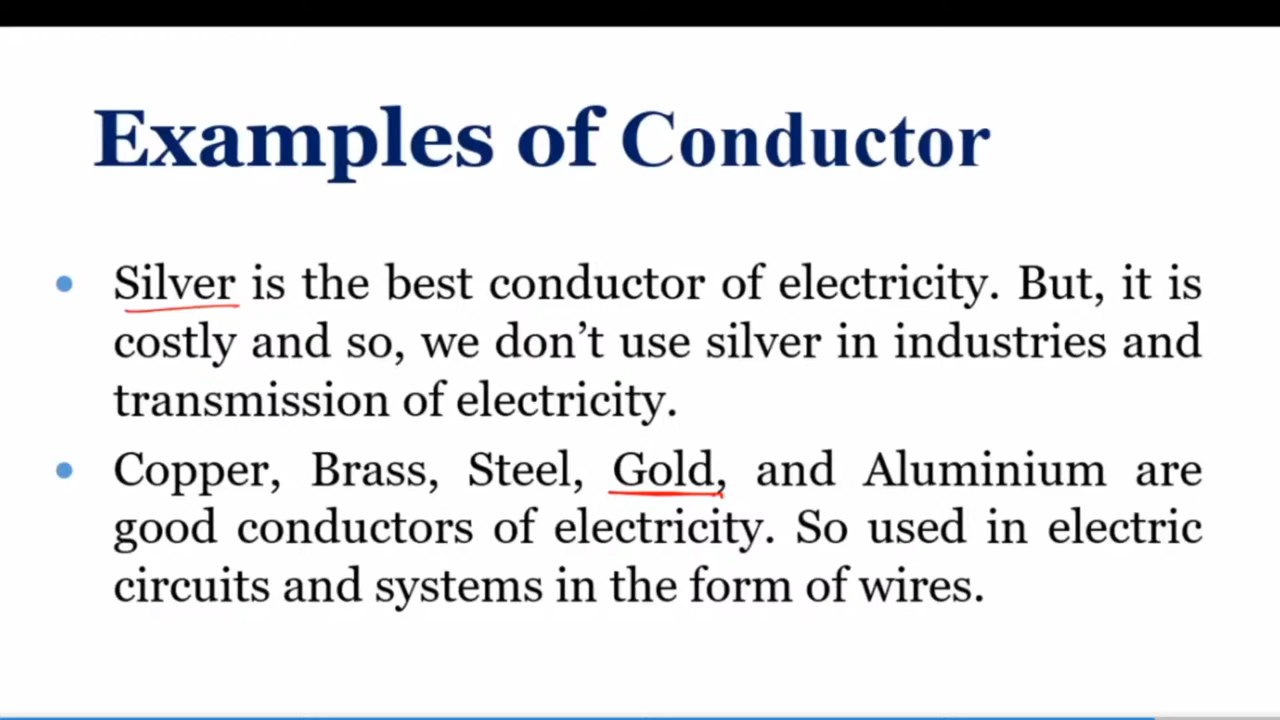 Examples of Conductor
• Silver is the best conductor of electricity. But, it is
costly and so, we don’t use silver in industries and
transmission of electricity.
• Copper, Brass, Steel, Gold, and Aluminium are
good conductors of electricity. So used in electric
circuits and systems in the form of wires.